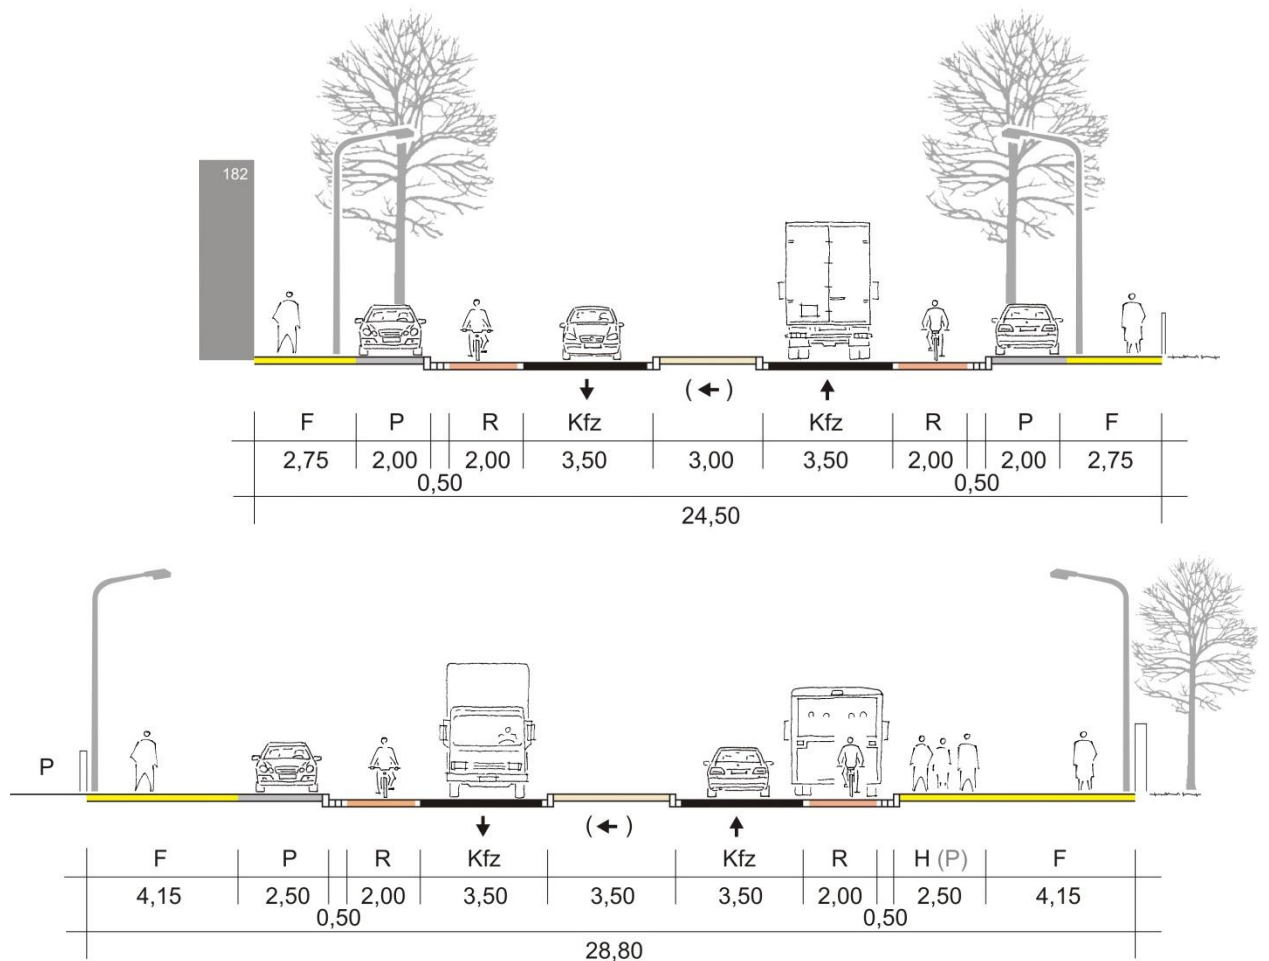 182
( ← )
F P R Kfz Kfz R P F
2,75 2,00 2,00 3,50 3,00 3,50 2,00 2,00 2,75
0,50 0,50
24,50
P
( ← )
F P R Kfz Kfz R H (P) F
4,15 2,50 2,00 3,50 3,50 3,50 2,00 2,50 4,15
0,50 0,50
28,80